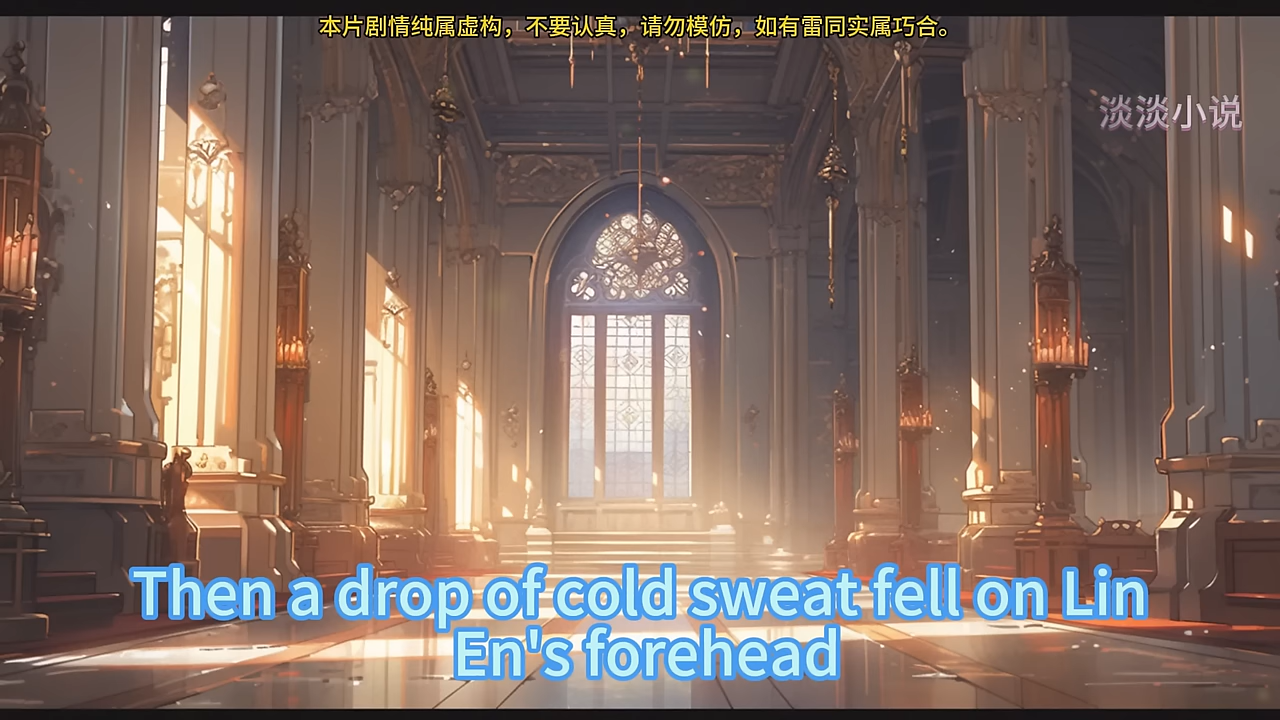 本片剧情纯属虚构，不要认真，请勿模仿，如有雷同实属巧合。
淡淡小说
Then a drop of cold sweat fell on Lin
En's forehead